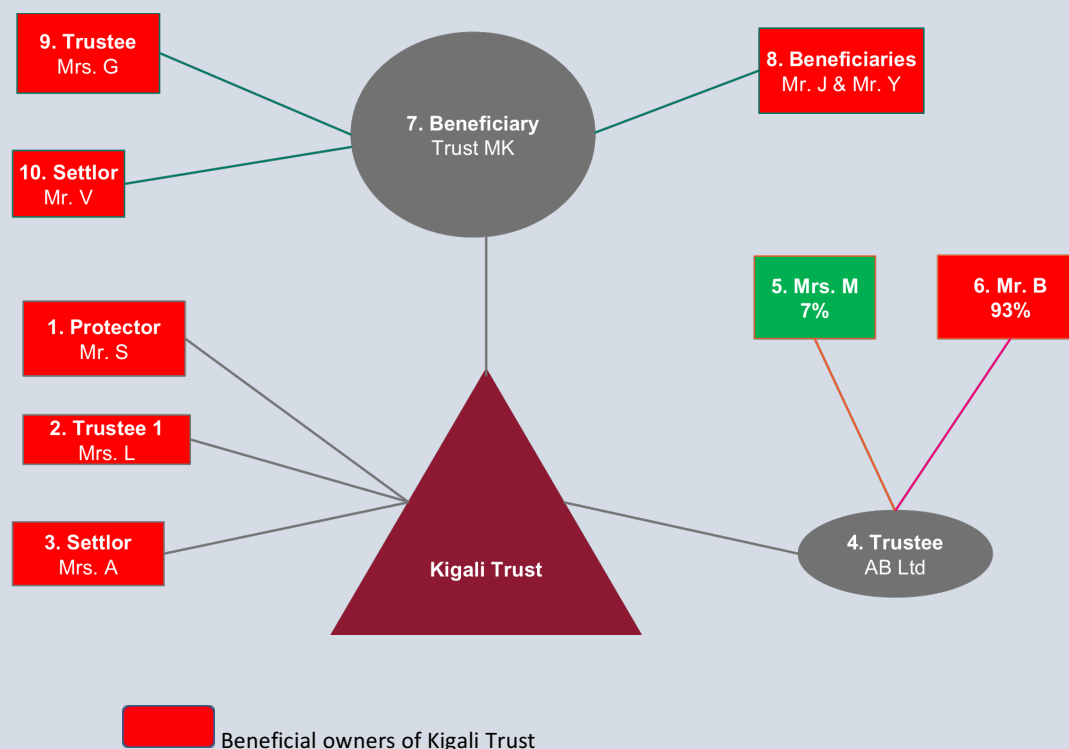 9. Trustee
Mrs. G
8. Beneficiaries
Mr. J & Mr. Y
7. Beneficiary
Trust MK
10. Settlor
Mr. V
5. Mrs. M
7%
6. Mr. B
93%
1. Protector
Mr. S
2. Trustee 1
Mrs. L
3. Settlor
Mrs. A
4. Trustee
AB Ltd
Kigali Trust
Beneficial owners of Kigali Trust